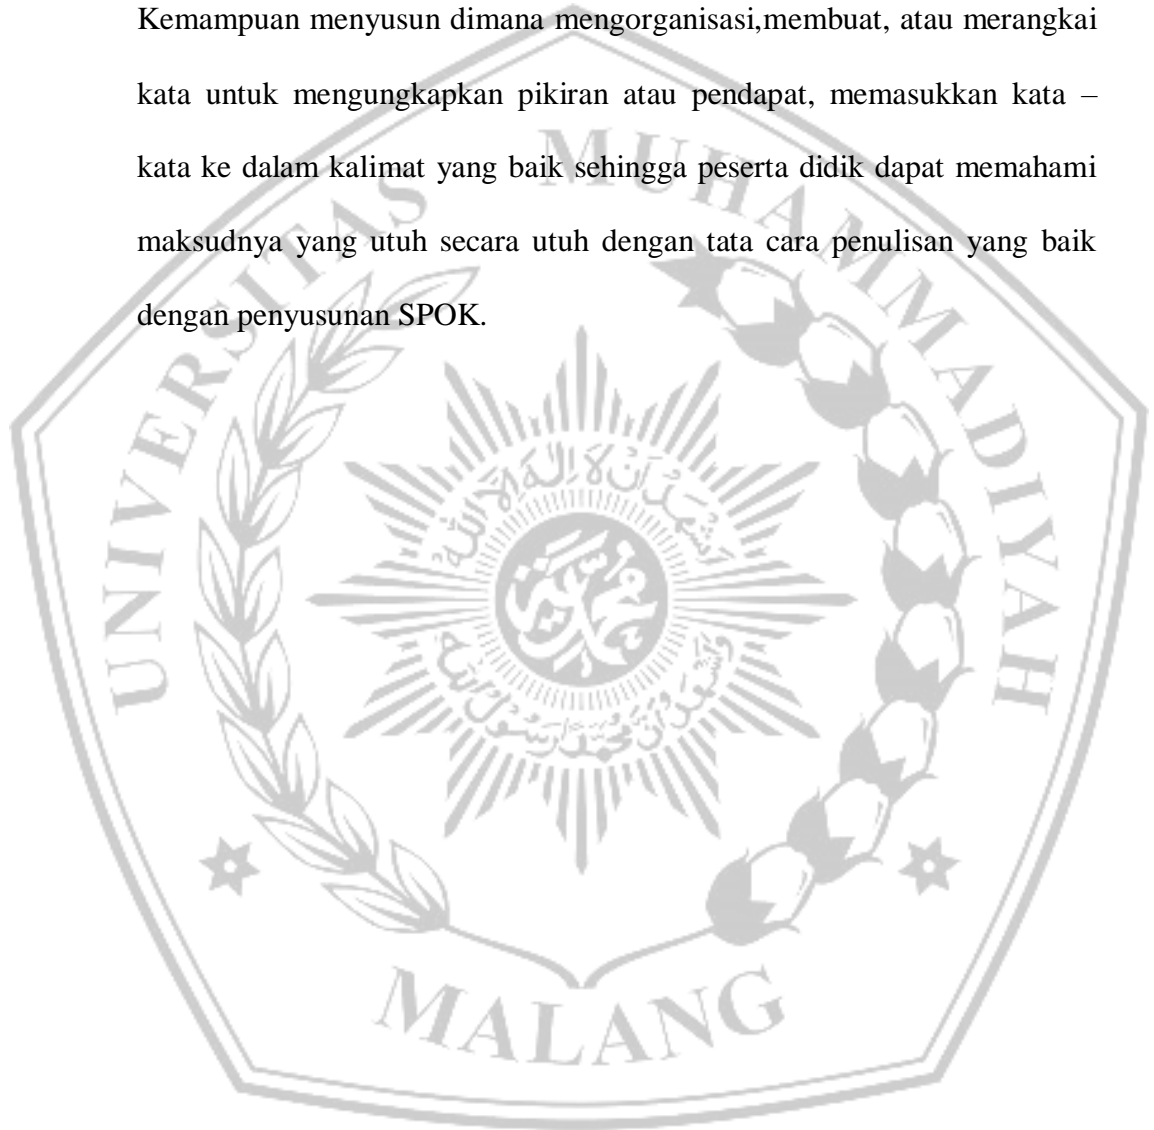 Kemampuan menyusun dimana mengorganisasi,membuat, atau merangkai
kata untuk mengungkapkan pikiran atau pendapat, memasukkan kata –
kata ke dalam kalimat yang baik sehingga peserta didik dapat memahami
maksudnya yang utuh secara utuh dengan tata cara penulisan yang baik
dengan penyusunan SPOK.
UNIVERSITAS MUHAMMADIYAH
MALANG